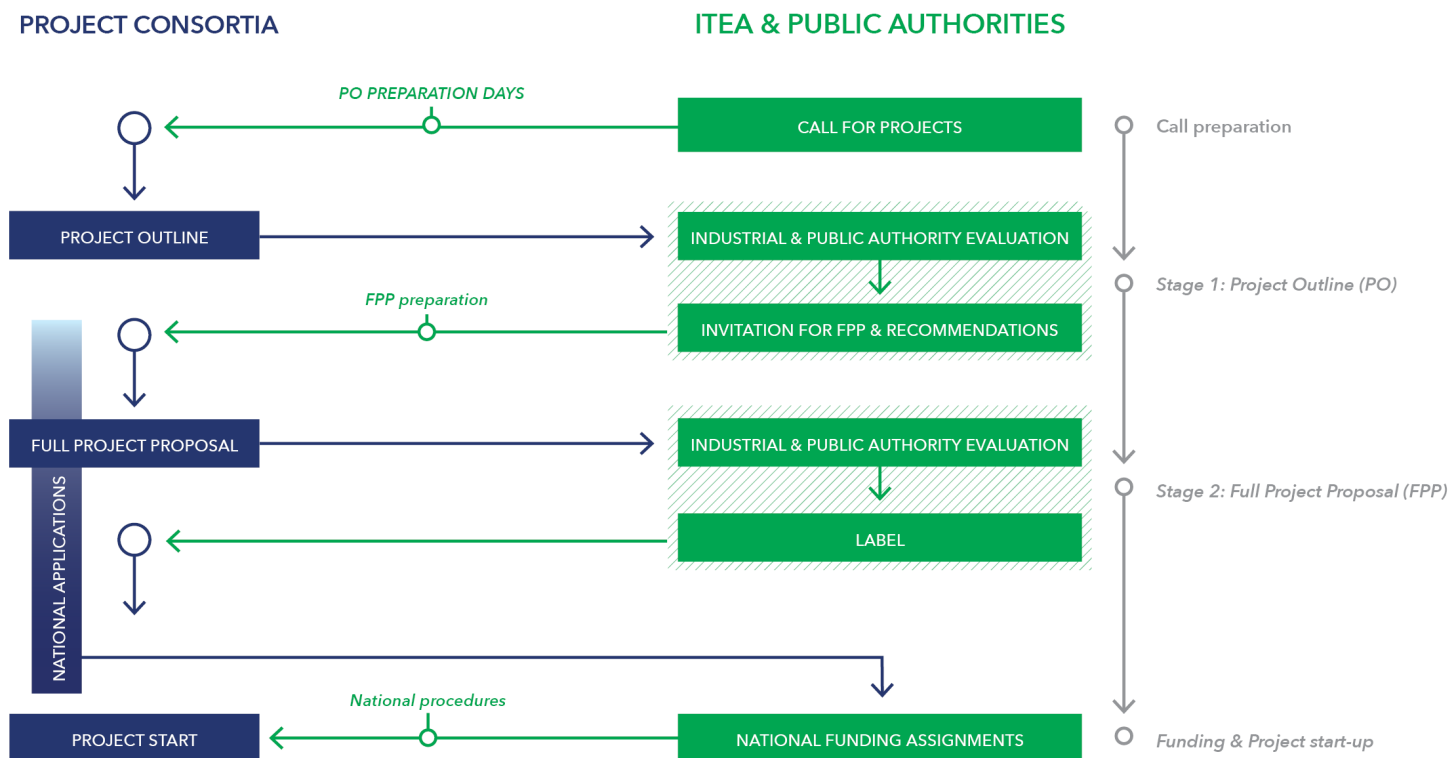 PROJECT CONSORTIA
ITEA & PUBLIC AUTHORITIES
PO PREPARATION DAYS
CALL FOR PROJECTS
Call preparation
PROJECT OUTLINE
INDUSTRIAL & PUBLIC AUTHORITY EVALUATION
Stage 1: Project Outline (PO)
FPP preparation
INVITATION FOR FPP & RECOMMENDATIONS
FULL PROJECT PROPOSAL
INDUSTRIAL & PUBLIC AUTHORITY EVALUATION
Stage 2: Full Project Proposal (FPP)
NATIONAL APPLICATIONS
LABEL
National procedures
PROJECT START
NATIONAL FUNDING ASSIGNMENTS
Funding & Project start-up